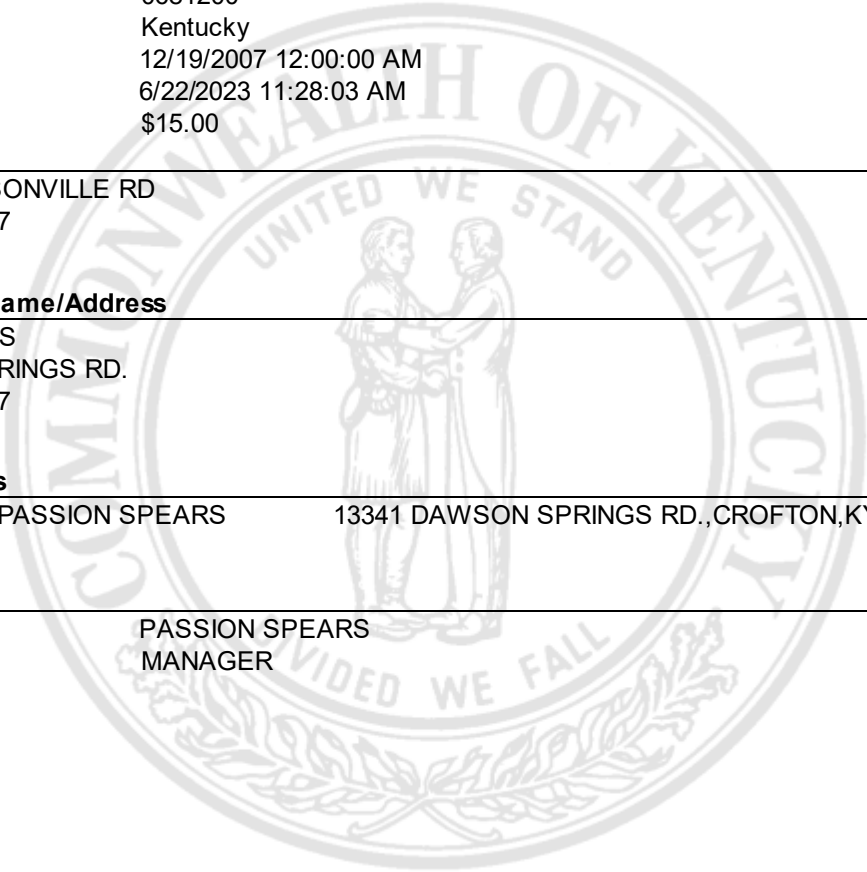 Kentucky
12/19/2007 12:00:00 AM
6/22/2023 11:28:03 AM
$15.00
SONVILLE RD
7
ame/Address
S
RINGS RD.
7
s
PASSION SPEARS 13341 DAWSON SPRINGS RD.,CROFTON,KY
PASSION SPEARS
MANAGER
COMMONWEALTH OF KENTUCKY
UNITED WE STAND
DIVIDED WE FALL